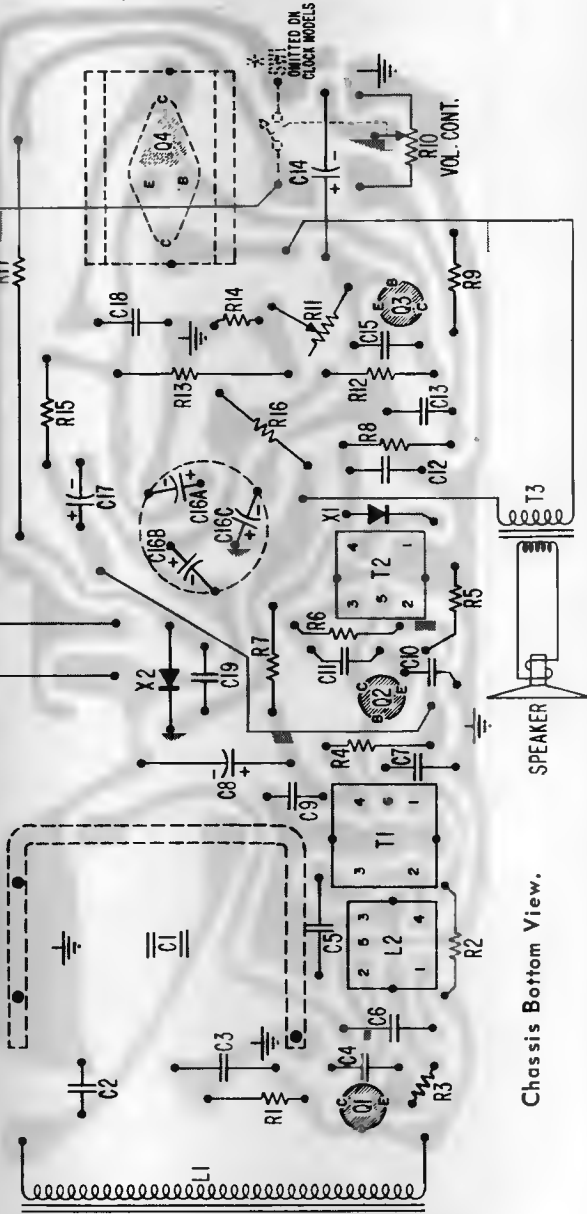 L1
C2
C1
C3
R1
C5
C4
C6
R3
Q1
C
E
2 5 3
L2
1 4
R2
3 4
T1 6
2 1
C9
C8
- +
R4
C7
X2
C19
R7
C11
R6
Q2
B C
E
C10
3 4
5 T2
2 1
R5
X1
C17
+ -
C16A
- +
C16B
+ -
C16C
+ -
R15
R13
R16
C18
R14
R11
C12
R8
C13
R12
C15
Q3
E B
C
R9
Q4
C
E
B
C
C14
+
*
SW1
OMITTED ON
CLOCK MODELS
R10
VOL. CONT.
T3
SPEAKER
Chassis Bottom View.